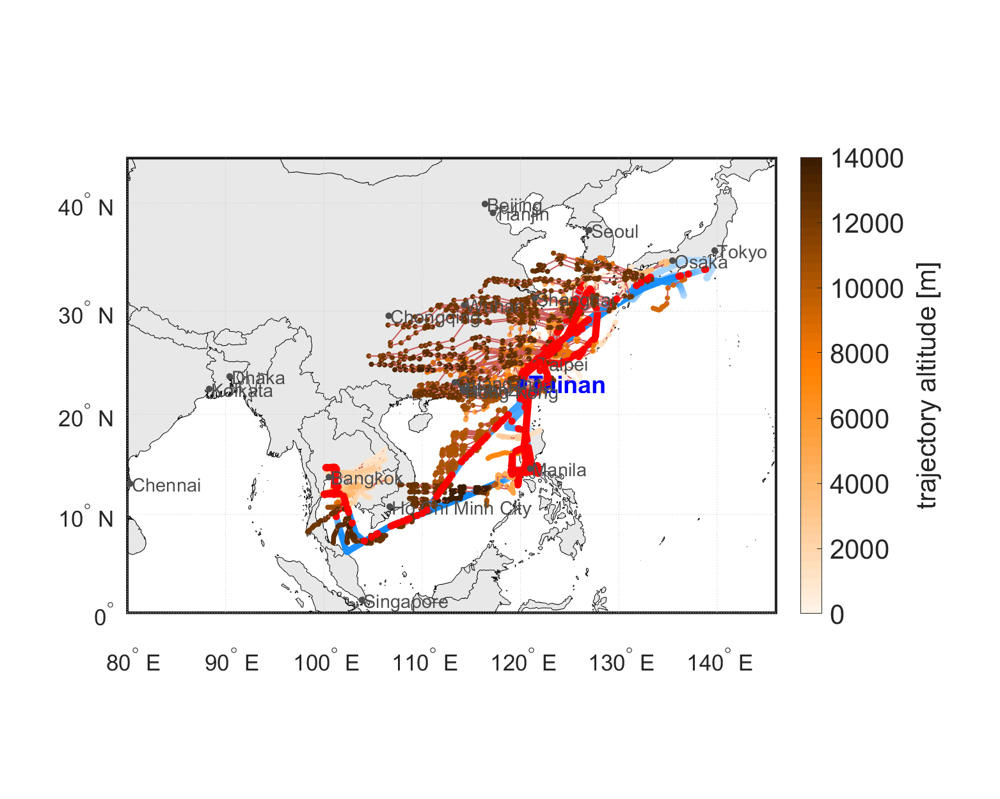 14000
12000
10000
8000
6000
4000
2000
0
trajectory altitude [m]
40° N
30° N
20° N
10° N
0°
80° E
90° E
100° E
110° E
120° E
130° E
140° E
Beijing
Tianjin
Seoul
Tokyo
Osaka
Shanghai
Wuhan
Chongqing
Taipei
Dhaka
Kolkata
Tainan
Hong Kong
Manila
Bangkok
Chennai
Ho Chi Minh City
Singapore